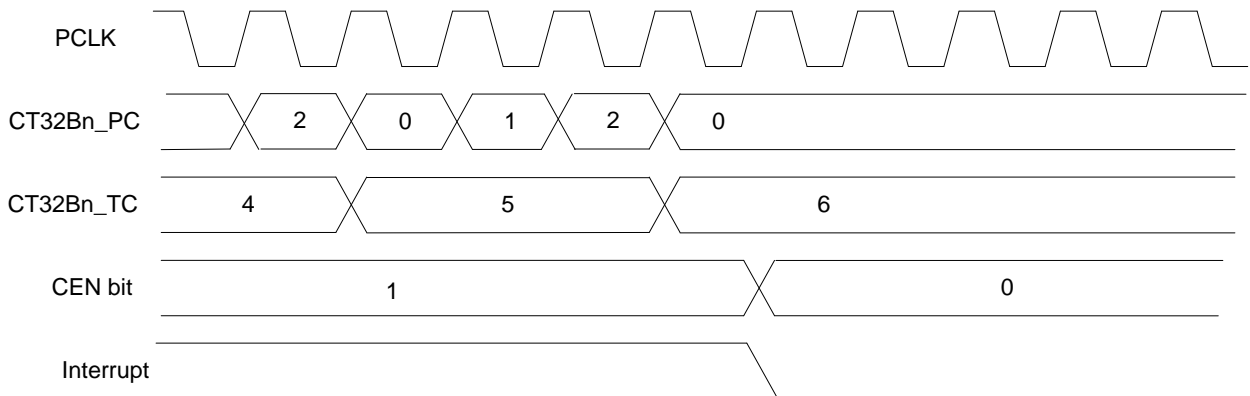 PCLK
CT32Bn_PC
2 0 1 2 0
CT32Bn_TC
4 5 6
CEN bit
1 0
Interrupt